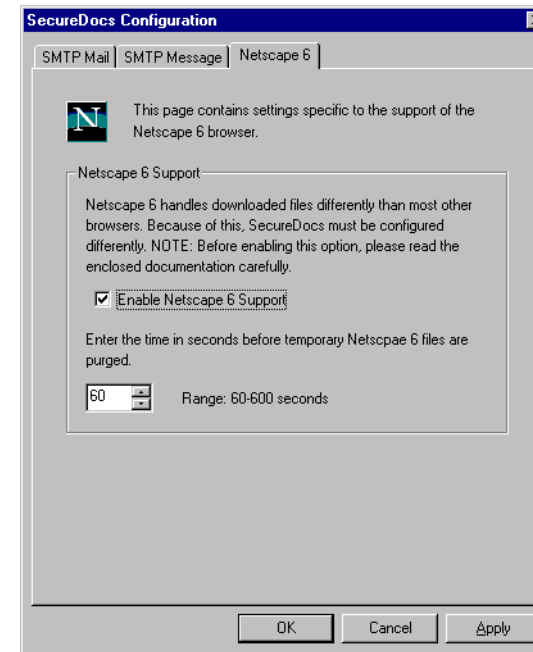 SecureDocs Configuration
SMTP Mail SMTP Message Netscape 6
N
This page contains settings specific to the support of the
Netscape 6 browser.
Netscape 6 Support
Netscape 6 handles downloaded files differently than most other
browsers. Because of this, SecureDocs must be configured
differently. NOTE: Before enabling this option, please read the
enclosed documentation carefully.
Enable Netscape 6 Support
Enter the time in seconds before temporary Netscpae 6 files are
purged.
60 Range: 60-600 seconds
OK Cancel Apply